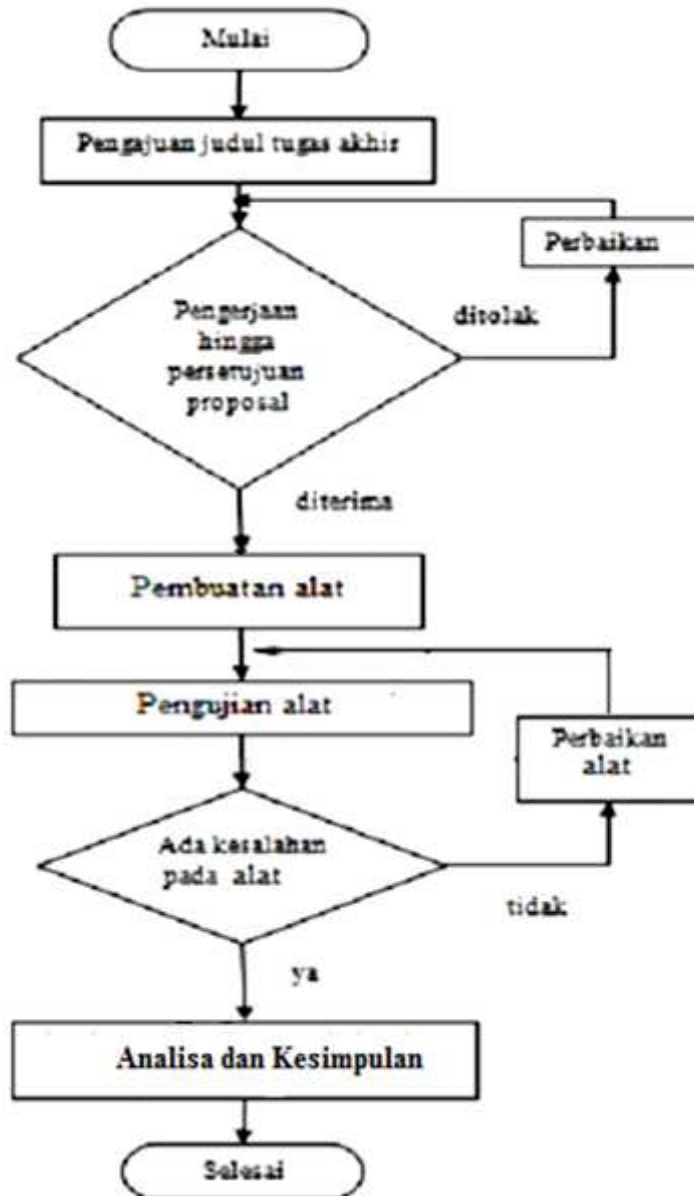 Mulai
Pengajuan judul tugas akhir
Perbaikan
Pengerjaan
hingga
persetujuan
proposal
ditolak
diterima
Pembuatan alat
Pengujian alat
Perbaikan
alat
Ada kesalahan
pada alat
tidak
ya
Analisa dan Kesimpulan
Selesai